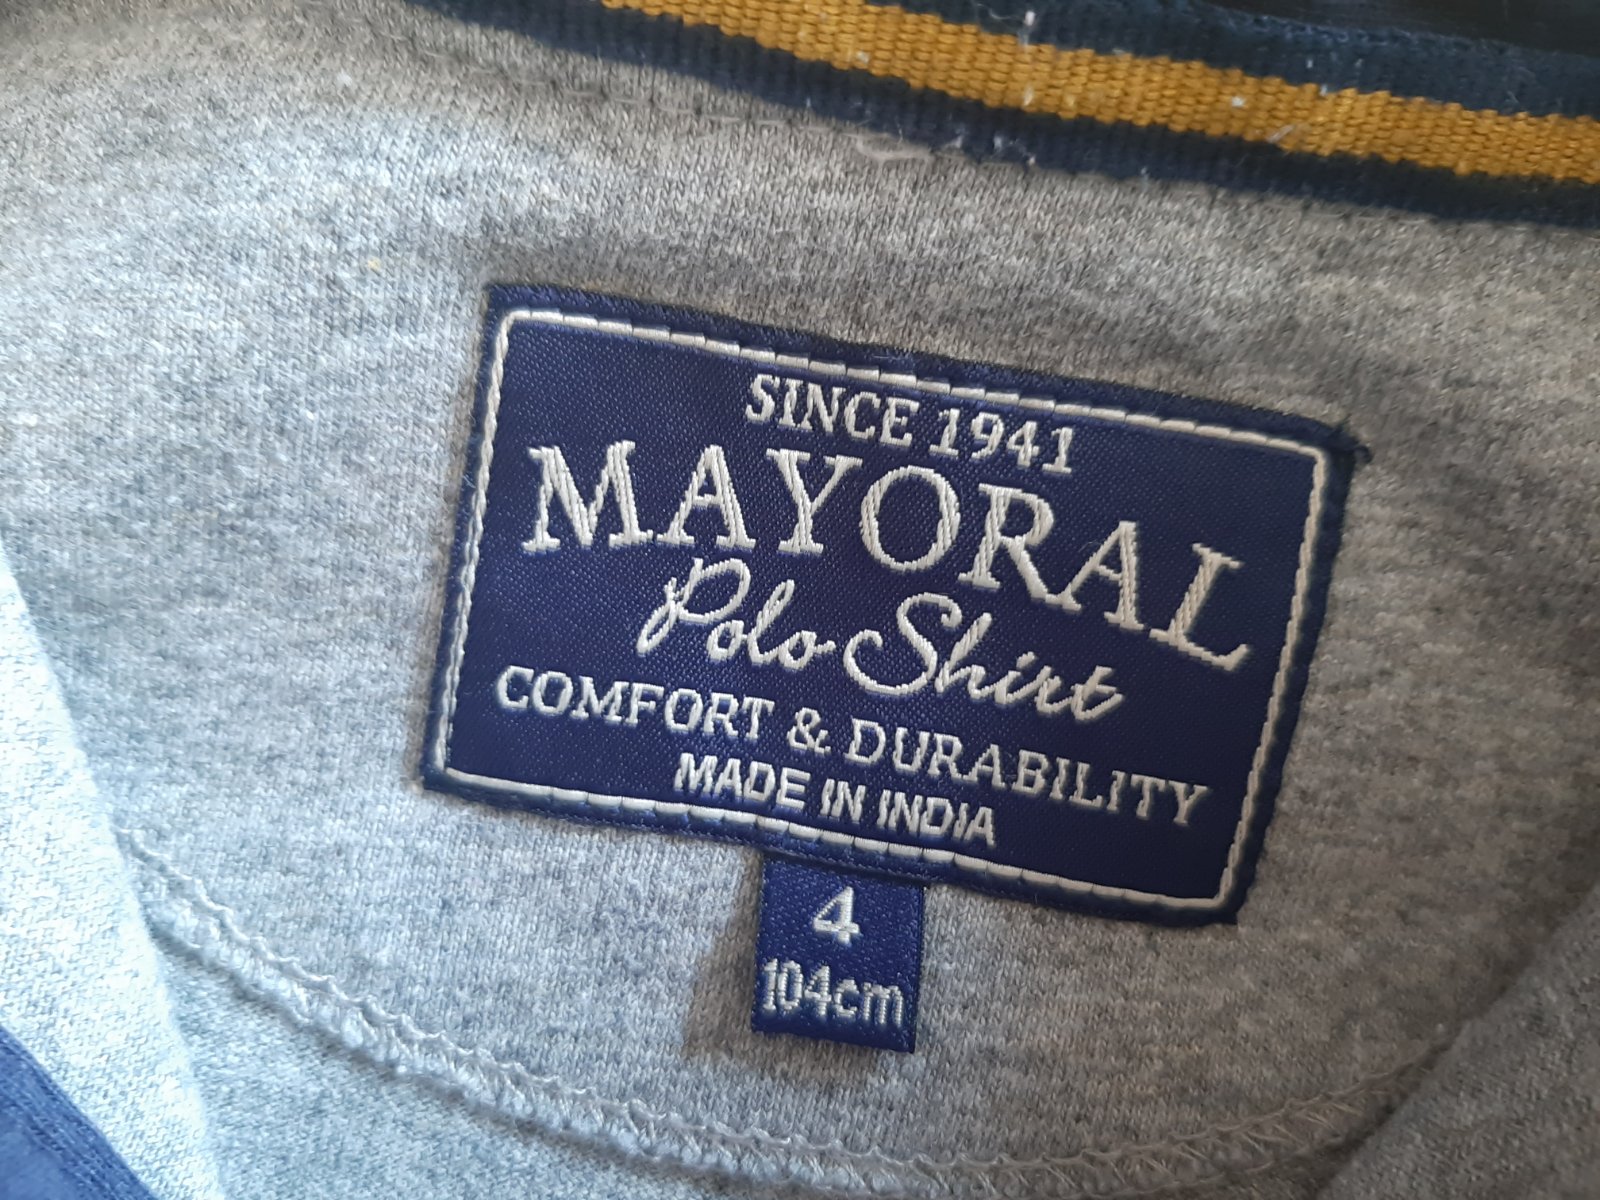 SINCE 1941
MAYORAL
Polo Shirt
COMFORT & DURABILITY
MADE IN INDIA
4
104cm